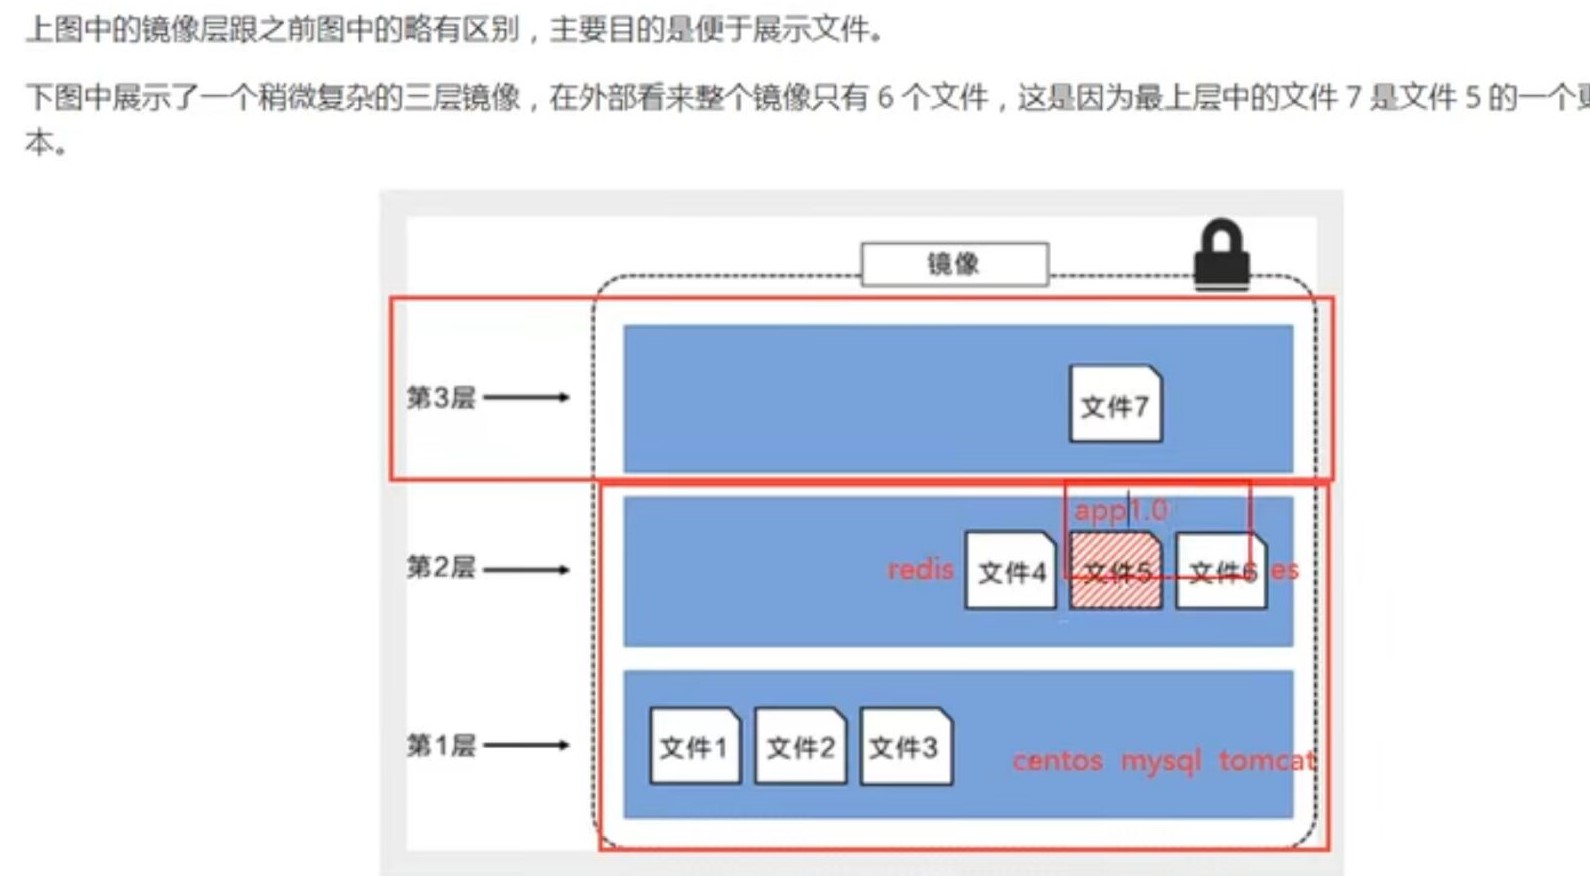 上图中的镜像层跟之前图中的略有区别，主要目的是便于展示文件。
下图中展示了一个稍微复杂的三层镜像，在外部看来整个镜像只有 6 个文件，这是因为最上层中的文件 7 是文件 5 的一个
本。
镜像
第3层
文件7
app1.0
第2层
redis 文件4 文件5 文件6 es
第1层
文件1 文件2 文件3
centos mysql tomcat